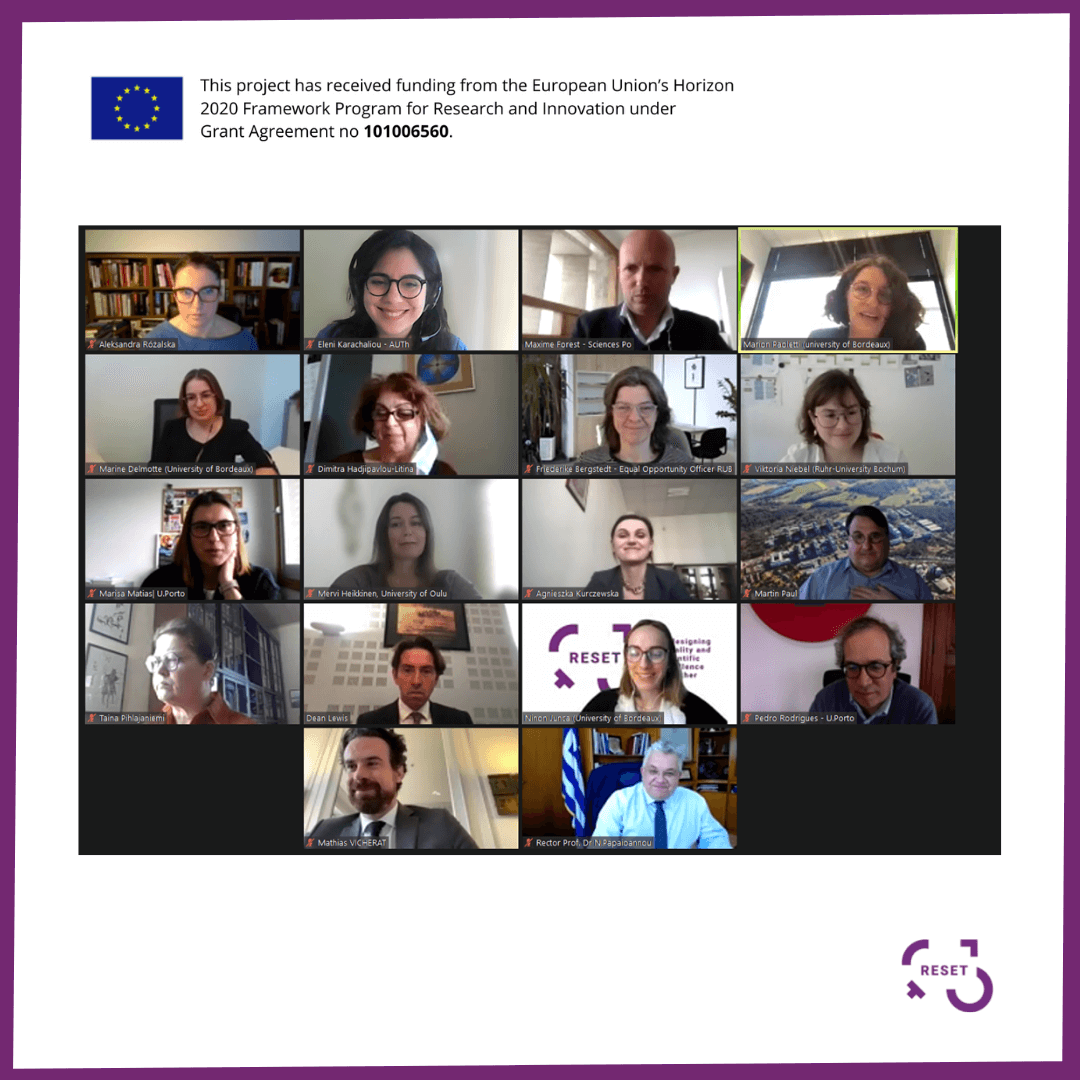 This project has received funding from the European Union's Horizon
2020 Framework Program for Research and Innovation under
Grant Agreement no 101006560.
Aleksandra Różalska
Eleni Karachaliou - AUTh
Maxime Forest - Sciences Po
Marion Paoletti (university of Bordeaux)
Marine Delmotte (University of Bordeaux)
Dimitra Hadjipavlou-Litina
Friederike Bergstedt - Equal Opportunity Officer RUB
Viktoria Niebel (Ruhr-University Bochum)
Marisa Matias| U.Porto
Mervi Heikkinen, University of Oulu
Agnieszka Kurczewska
Martin Paul
Taina Pihlajaniemi
Dean Lewis
RESET
Ninon Junca (University of Bordeaux)
Pedro Rodrigues - U.Porto
Mathias VICHERAT
Rector Prof. Dr N.Papaioannou
RESET